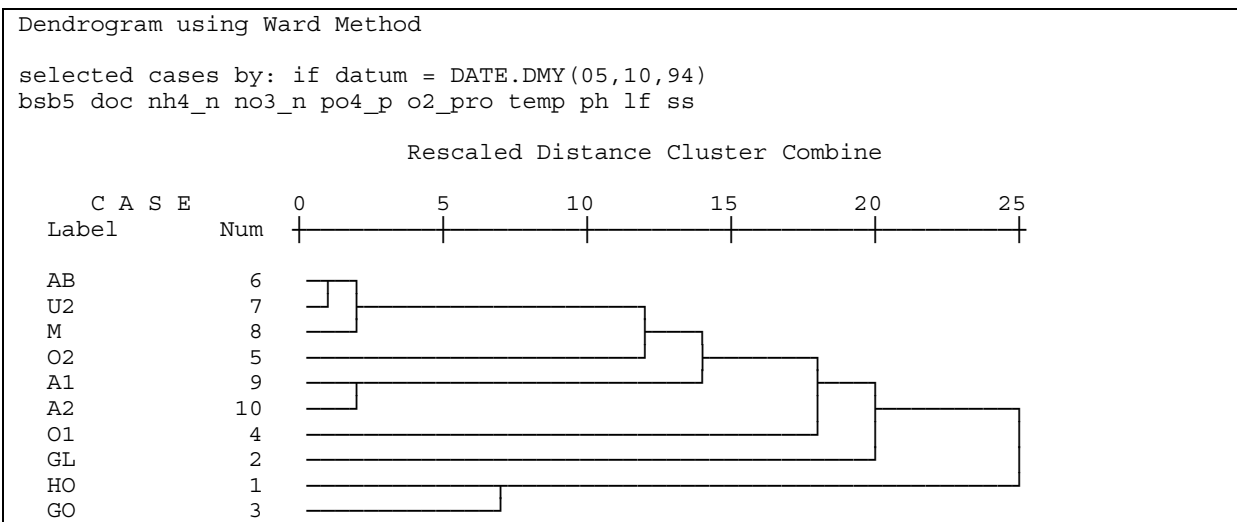 Dendrogram using Ward Method
selected cases by: if datum = DATE.DMY(05,10,94)
bsb5 doc nh4_n no3_n po4_p o2_pro temp ph lf ss
Rescaled Distance Cluster Combine
C A S E 0 5 10 15 20 25
Label Num
AB 6
U2 7
M 8
O2 5
A1 9
A2 10
O1 4
GL 2
HO 1
GO 3